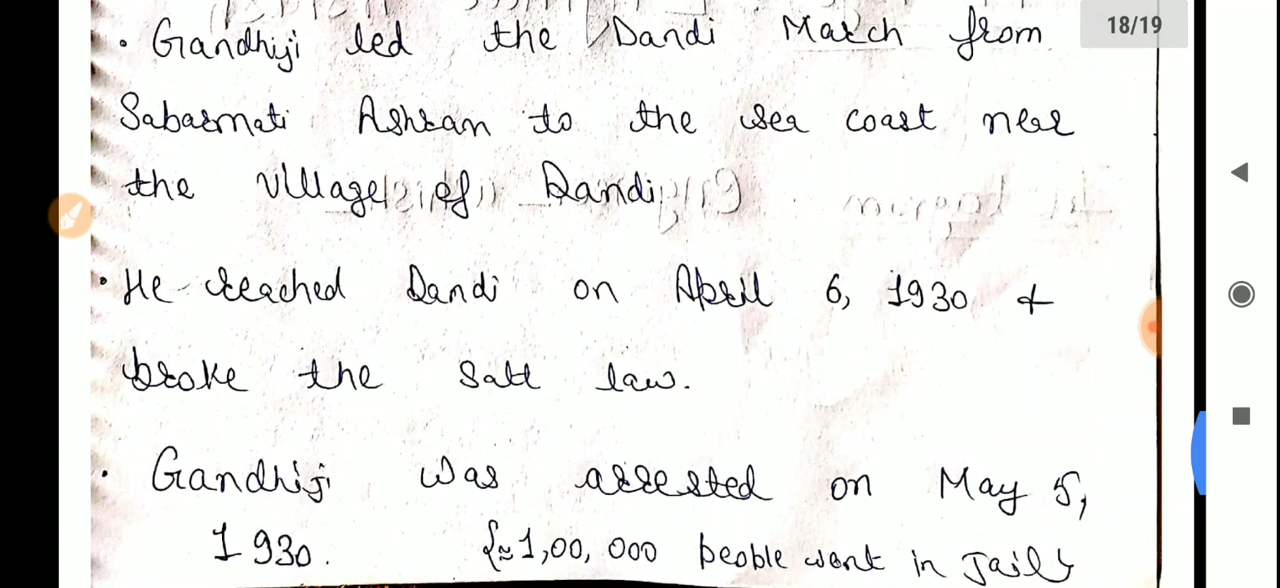 18/19
• Gandhiji led the Dandi March from
Sabarmati Ashram to the sea coast near
the village of Dandi
• He reached Dandi on April 6, 1930 &
broke the Salt law.
• Gandhiji was arrested on May 5,
1930. {≈1,00,000 people went in Jail}